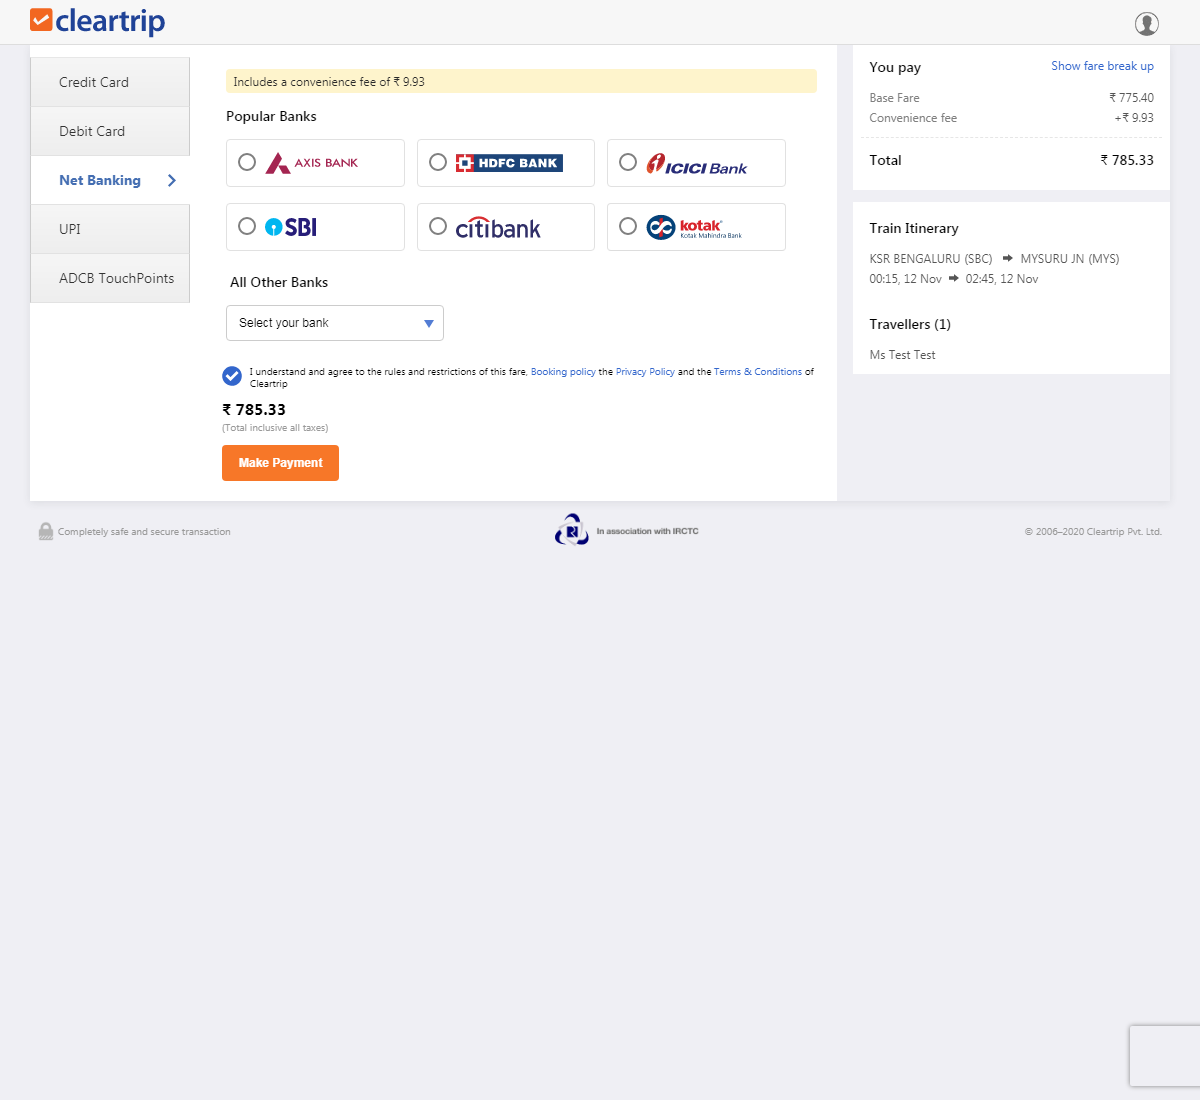 cleartrip
Credit Card
Debit Card
Net Banking
UPI
ADCB TouchPoints
Includes a convenience fee of ₹ 9.93
Popular Banks
AXIS BANK
HDFC BANK
ICICI Bank
SBI
citibank
kotak
Kotak Mahindra Bank
All Other Banks
Select your bank
I understand and agree to the rules and restrictions of this fare, Booking policy the Privacy Policy and the Terms & Conditions of
Cleartrip
₹ 785.33
(Total inclusive all taxes)
Make Payment
You pay
Show fare break up
Base Fare ₹ 775.40
Convenience fee +₹ 9.93
Total ₹ 785.33
Train Itinerary
KSR BENGALURU (SBC) ➡ MYSURU JN (MYS)
00:15, 12 Nov ➡ 02:45, 12 Nov
Travellers (1)
Ms Test Test
Completely safe and secure transaction
R
In association with IRCTC
© 2006–2020 Cleartrip Pvt. Ltd.